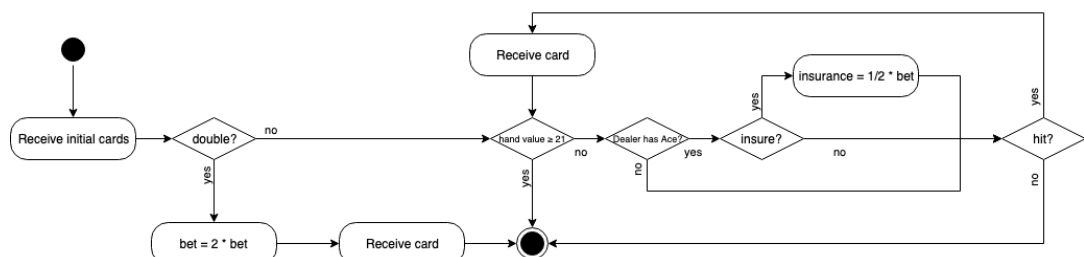 Receive card
insurance = 1/2 * bet
yes
yes
Receive initial cards
double?
no
hand value ≥ 21
no
Dealer has Ace?
yes
insure?
no
hit?
yes
yes
no
no
bet = 2 * bet
Receive card